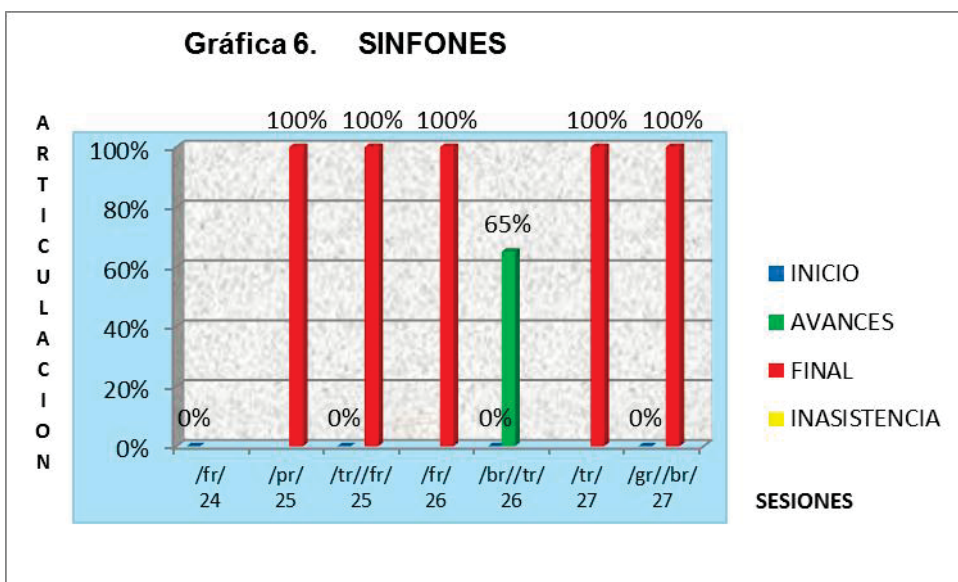 Gráfica 6. SINFONES
ARTICULACION
100% 100% 100% 100% 100%
100%
80%
65%
60%
40%
20%
0% 0% 0% 0%
0%
/fr/ /pr/ /tr//fr/ /fr/ /br//tr/ /tr/ /gr//br/
24 25 25 26 26 27 27
SESIONES
INICIO
AVANCES
FINAL
INASISTENCIA